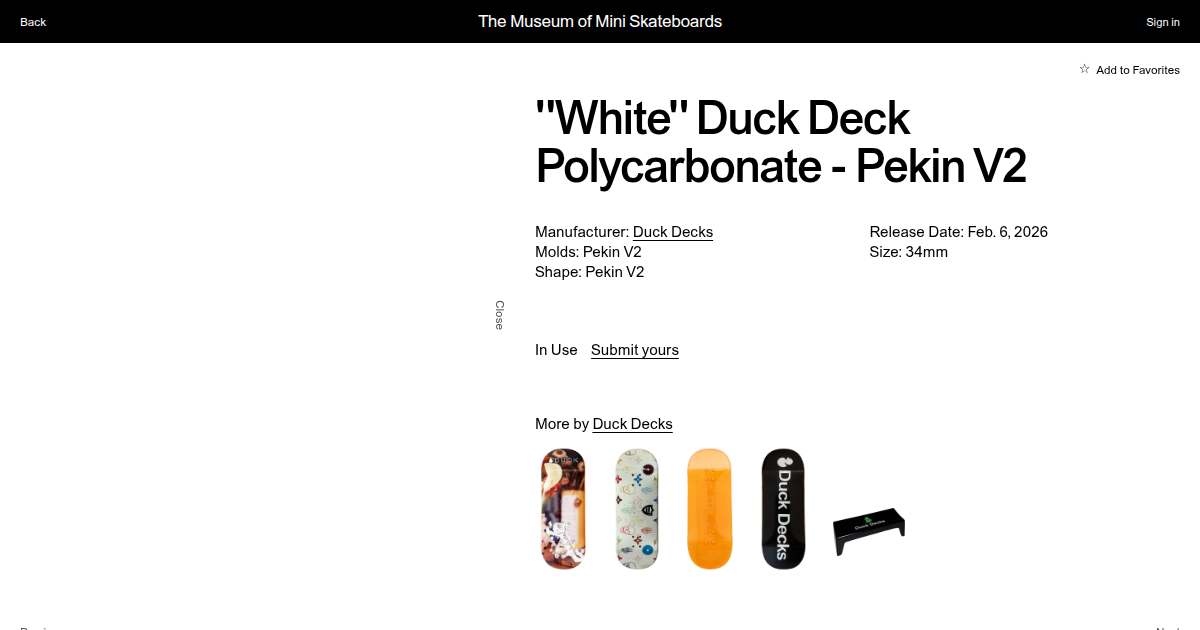 Back
The Museum of Mini Skateboards
Sign in
☆ Add to Favorites
"White" Duck Deck
Polycarbonate - Pekin V2
Manufacturer: Duck Decks
Molds: Pekin V2
Shape: Pekin V2
Release Date: Feb. 6, 2026
Size: 34mm
Close
In Use Submit yours
More by Duck Decks
Duck Decks
Duck Decks